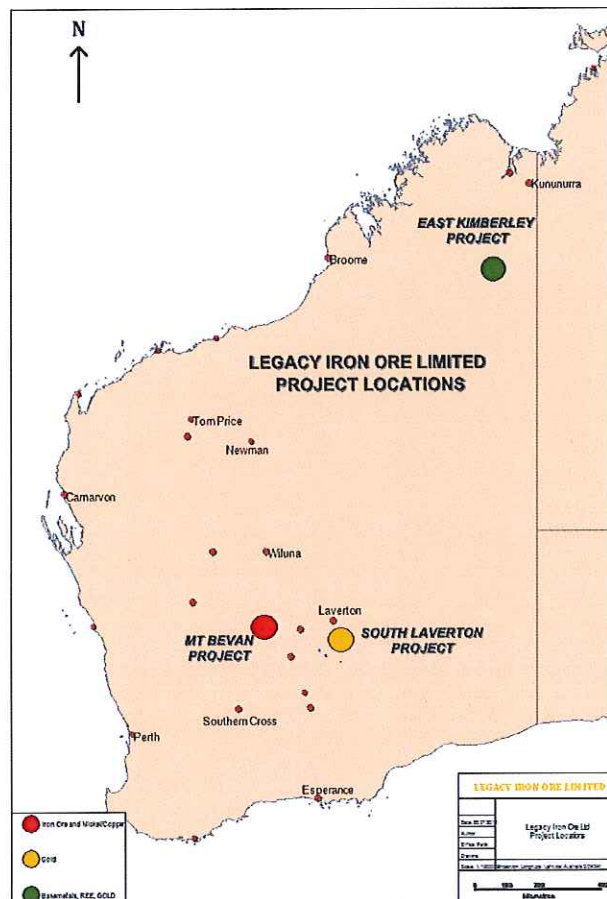 N
Kununurra
EAST KIMBERLEY
PROJECT
Broome
LEGACY IRON ORE LIMITED
PROJECT LOCATIONS
Tom Price
Newman
Carnarvon
Wiluna
Laverton
MT BEVAN
PROJECT
SOUTH LAVERTON
PROJECT
Southern Cross
Perth
Esperance
Iron Ore and Nickel/Copper
Gold
Basemetals, REE, GOLD
LEGACY IRON ORE LIMITED
Legacy Iron Ore Ltd
Project Locations
Kilometres